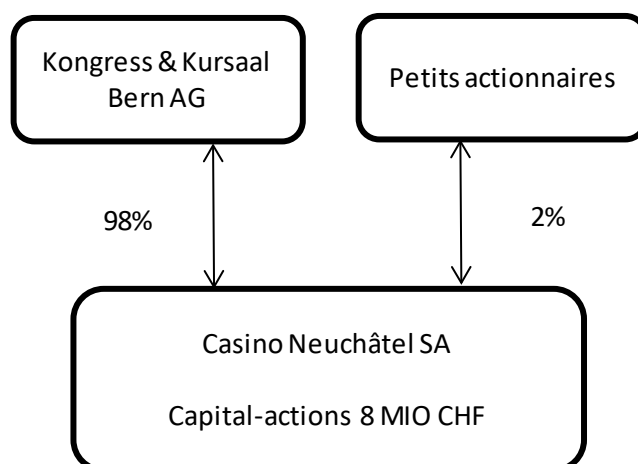 Kongress & Kursaal
Bern AG
Petits actionnaires
98%
2%
Casino Neuchâtel SA
Capital-actions 8 MIO CHF